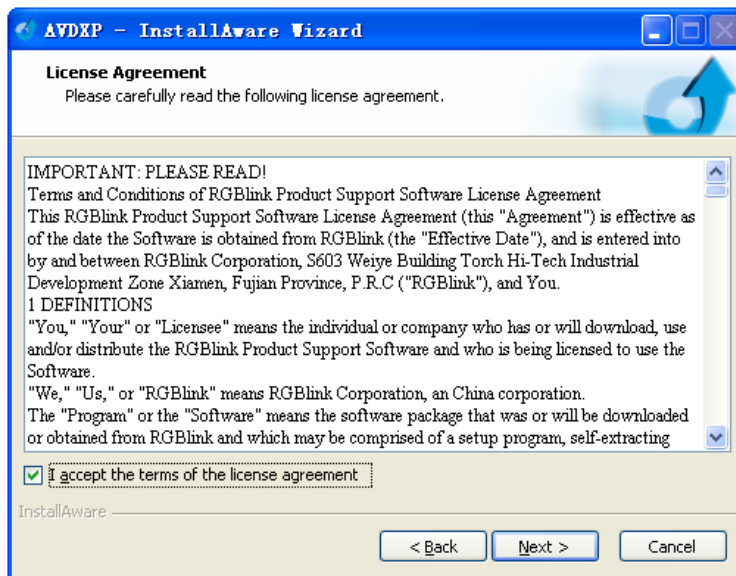 AVDXP - InstallAware Wizard
License Agreement
Please carefully read the following license agreement.
IMPORTANT: PLEASE READ!
Terms and Conditions of RGBlink Product Support Software License Agreement
This RGBlink Product Support Software License Agreement (this "Agreement") is effective as
of the date the Software is obtained from RGBlink (the "Effective Date"), and is entered into
by and between RGBlink Corporation, S603 Weiye Building Torch Hi-Tech Industrial
Development Zone Xiamen, Fujian Province, P.R.C ("RGBlink"), and You.
1 DEFINITIONS
"You," "Your" or "Licensee" means the individual or company who has or will download, use
and/or distribute the RGBlink Product Support Software and who is being licensed to use the
Software.
"We," "Us," or "RGBlink" means RGBlink Corporation, an China corporation.
The "Program" or the "Software" means the software package that was or will be downloaded
or obtained from RGBlink and which may be comprised of a setup program, self-extracting
I accept the terms of the license agreement
InstallAware
< Back Next > Cancel